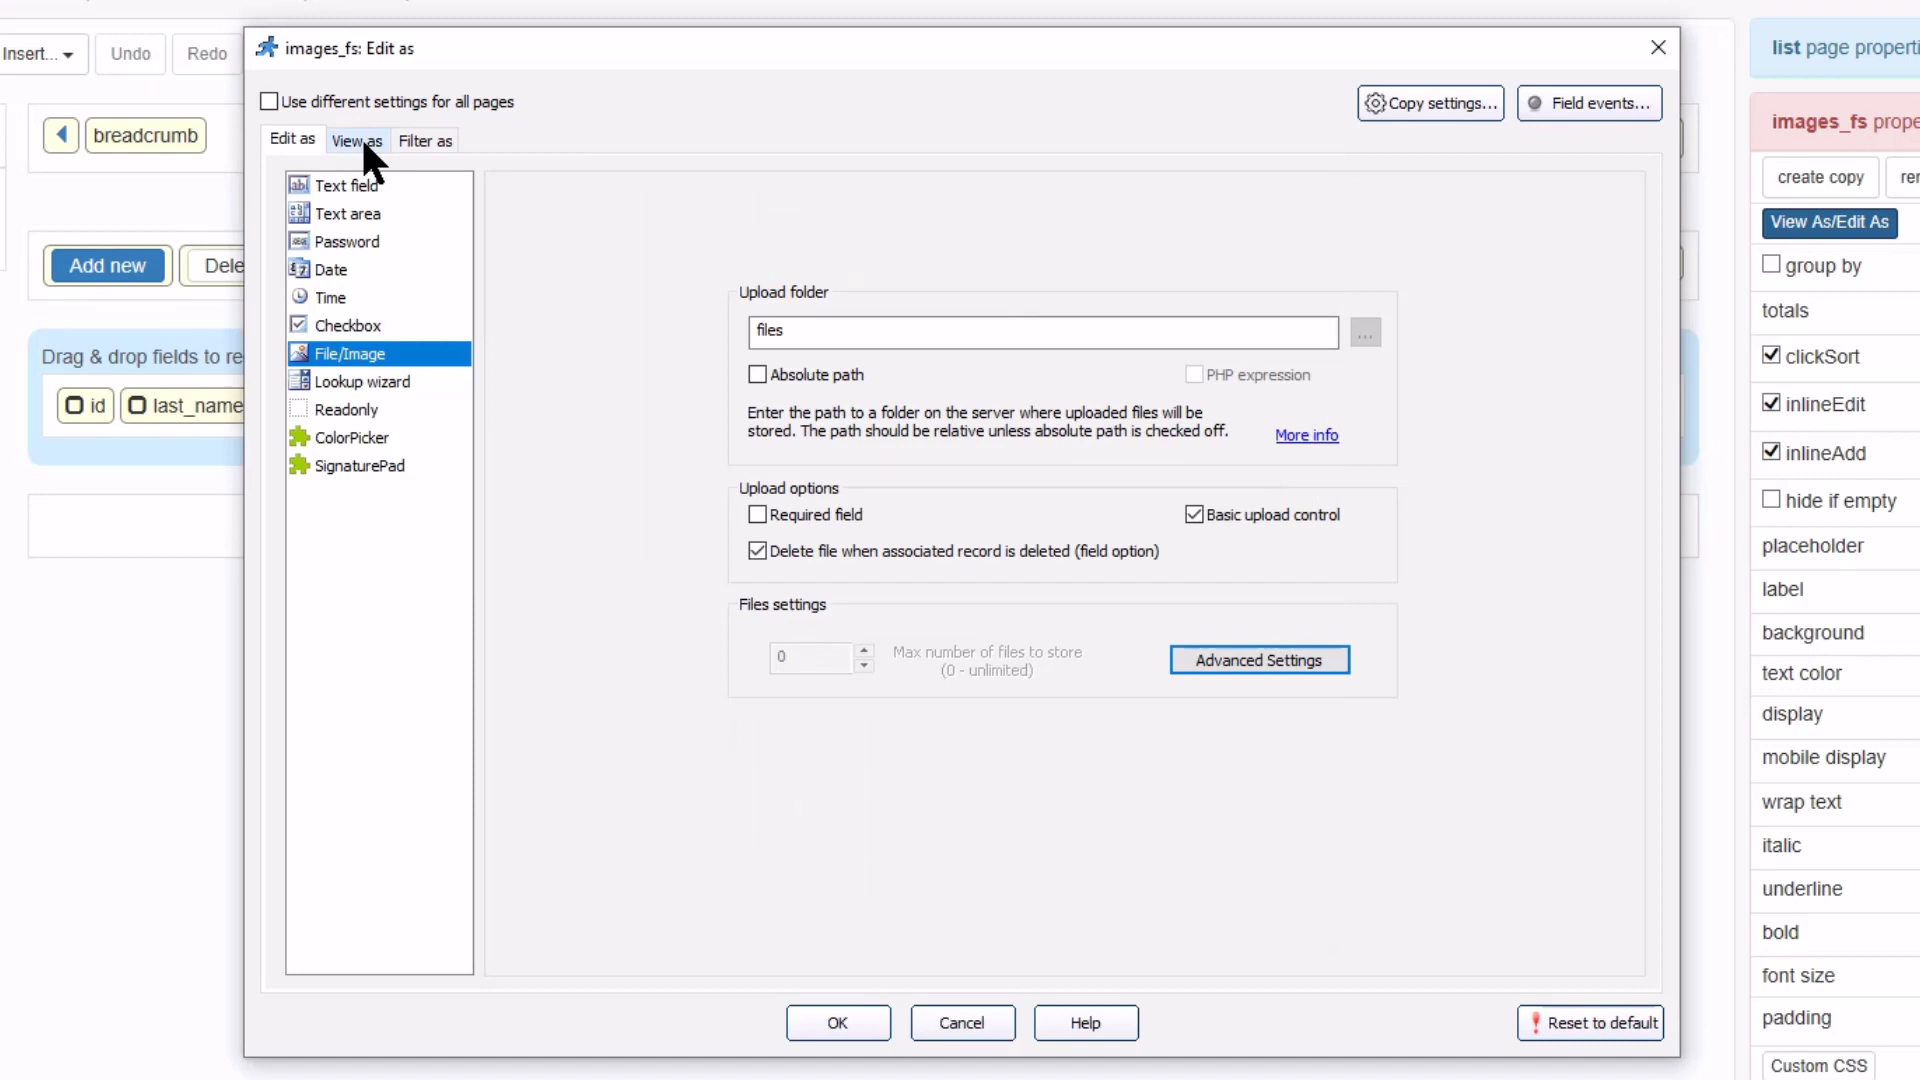 Insert...
Undo
Redo
breadcrumb
Add new
Dele
Drag & drop fields to re
id
last_name
images_fs: Edit as
Use different settings for all pages
Copy settings...
Field events...
Edit as
View as
Filter as
Text field
Text area
Password
Date
Time
Checkbox
File/Image
Lookup wizard
Readonly
ColorPicker
SignaturePad
Upload folder
files
...
Absolute path
PHP expression
Enter the path to a folder on the server where uploaded files will be
stored. The path should be relative unless absolute path is checked off.
More info
Upload options
Required field
Basic upload control
Delete file when associated record is deleted (field option)
Files settings
0
Max number of files to store
(0 - unlimited)
Advanced Settings
OK
Cancel
Help
Reset to default
list page properti
images_fs prope
create copy
rer
View As/Edit As
group by
totals
clickSort
inlineEdit
inlineAdd
hide if empty
placeholder
label
background
text color
display
mobile display
wrap text
italic
underline
bold
font size
padding
Custom CSS